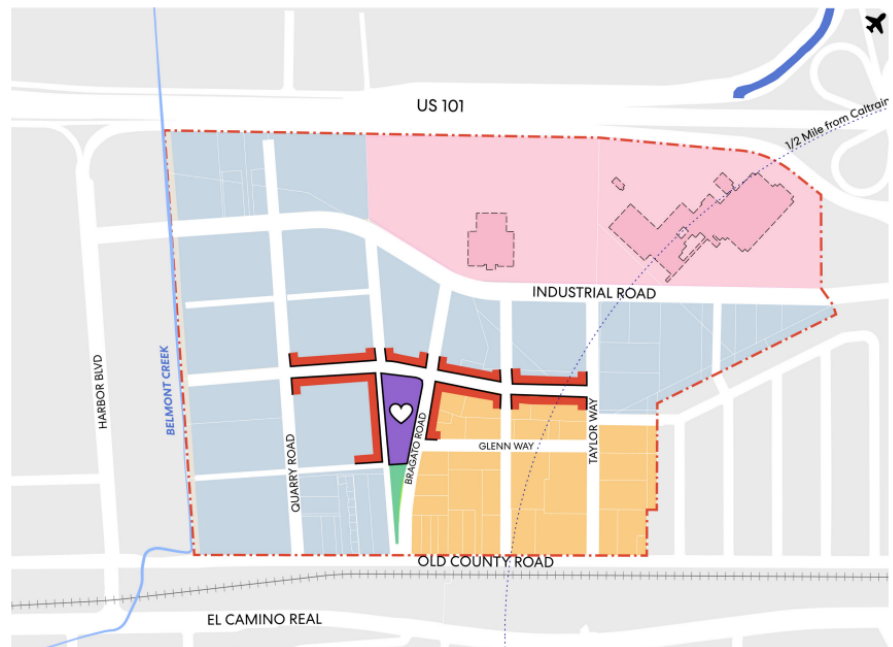 US 101
1/2 Mile from Caltrain
INDUSTRIAL ROAD
HARBOR BLVD
BELMONT CREEK
QUARRY ROAD
BRAGATO ROAD
GLENN WAY
TAYLOR WAY
OLD COUNTY ROAD
EL CAMINO REAL